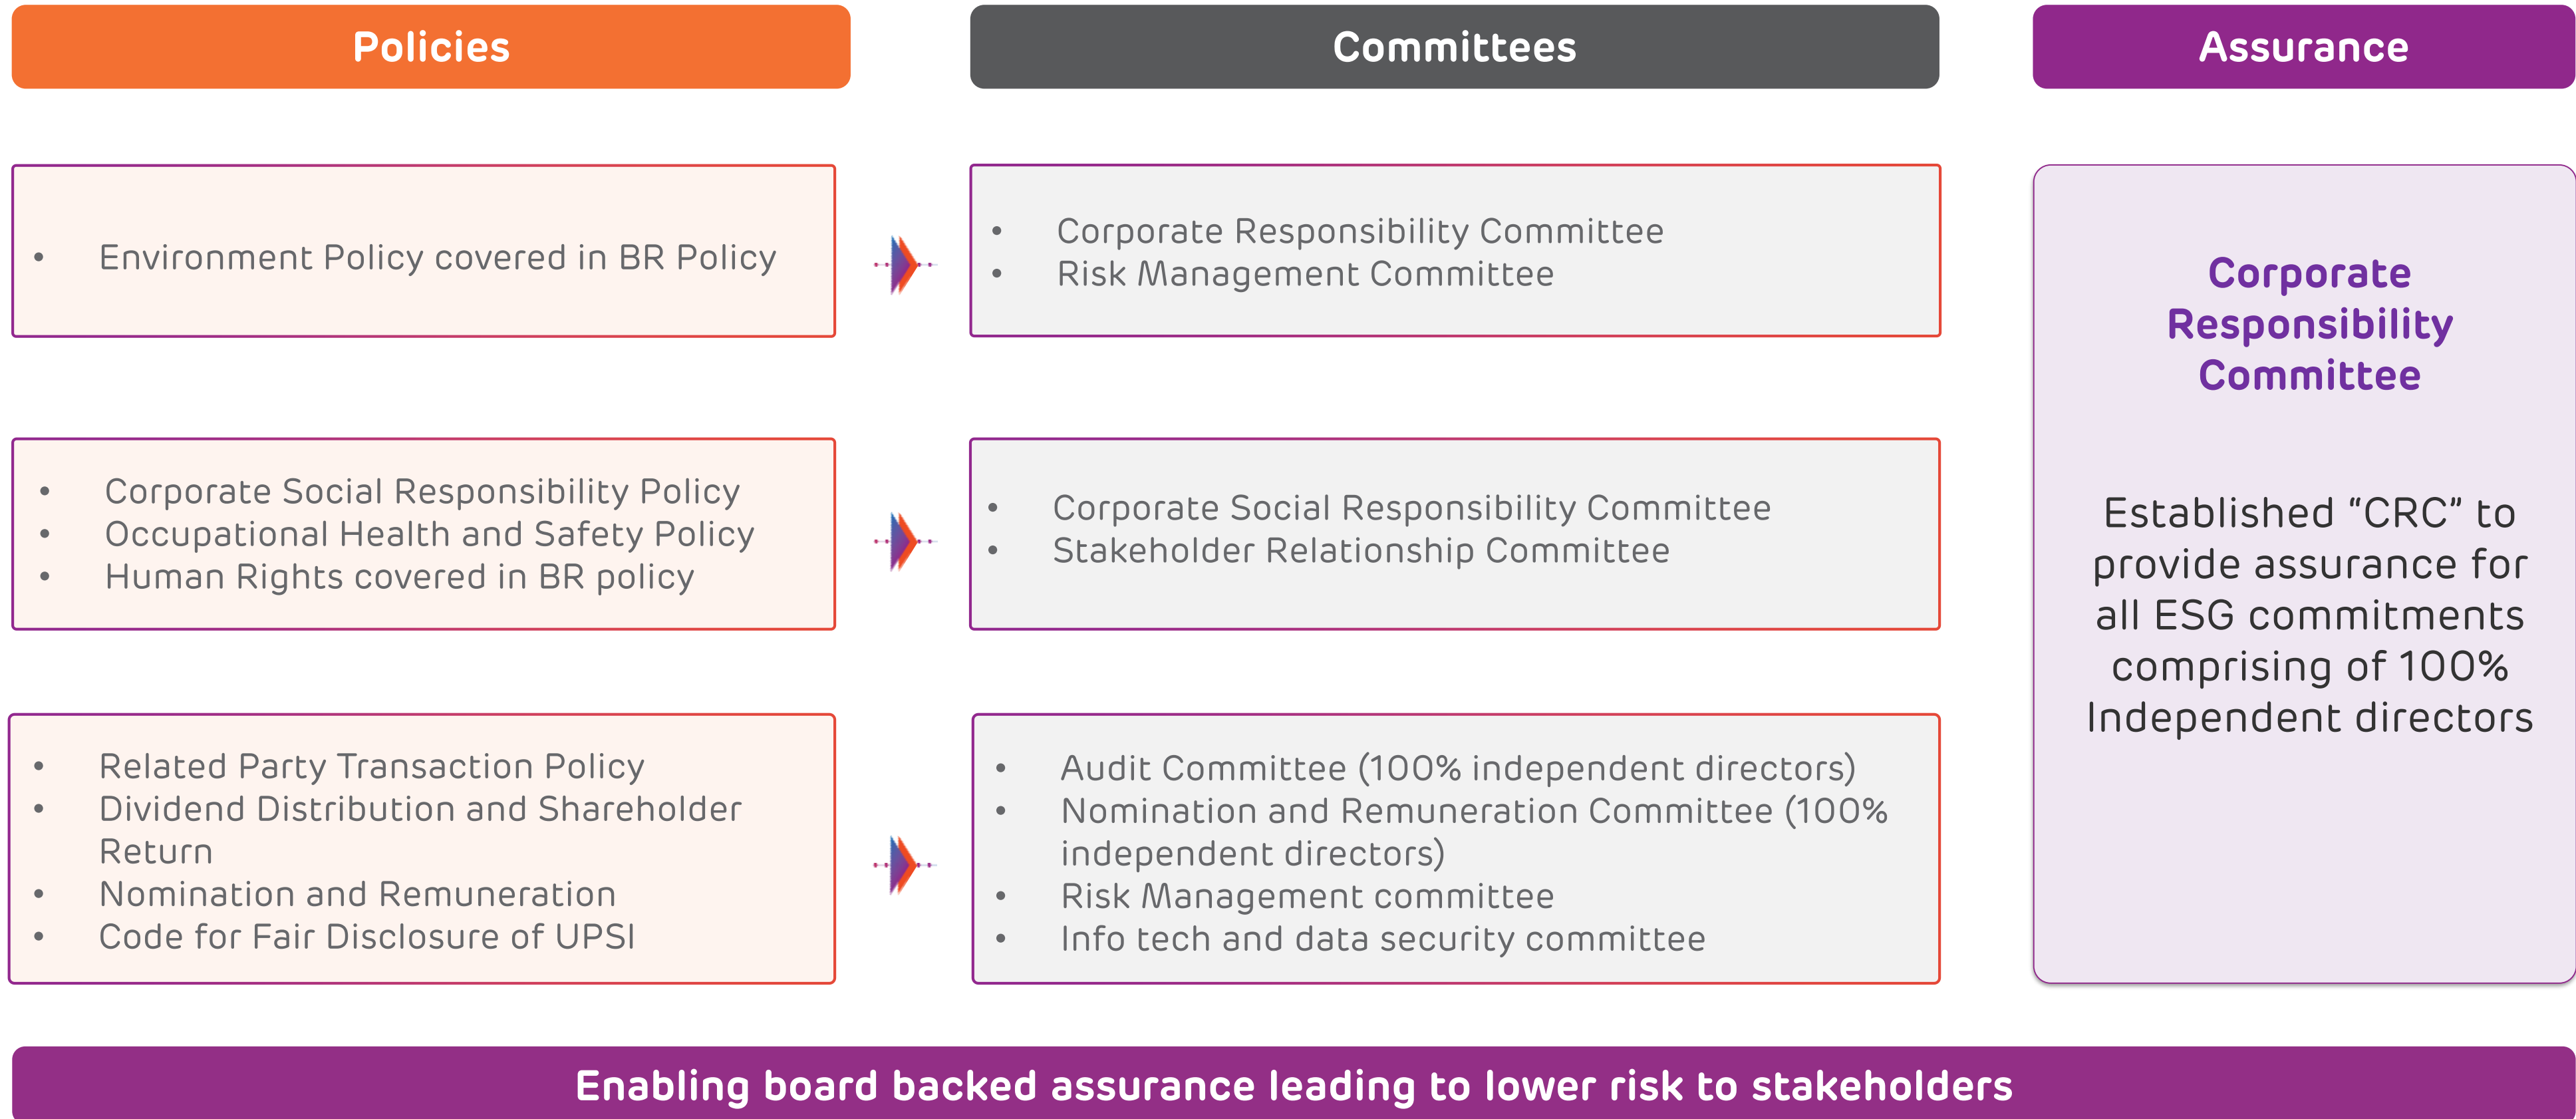 Policies
Committees
Assurance
• Environment Policy covered in BR Policy
• Corporate Responsibility Committee
• Risk Management Committee
• Corporate Social Responsibility Policy
• Occupational Health and Safety Policy
• Human Rights covered in BR policy
• Corporate Social Responsibility Committee
• Stakeholder Relationship Committee
• Related Party Transaction Policy
• Dividend Distribution and Shareholder
Return
• Nomination and Remuneration
• Code for Fair Disclosure of UPSI
• Audit Committee (100% independent directors)
• Nomination and Remuneration Committee (100%
independent directors)
• Risk Management committee
• Info tech and data security committee
Corporate
Responsibility
Committee
Established “CRC” to
provide assurance for
all ESG commitments
comprising of 100%
Independent directors
Enabling board backed assurance leading to lower risk to stakeholders